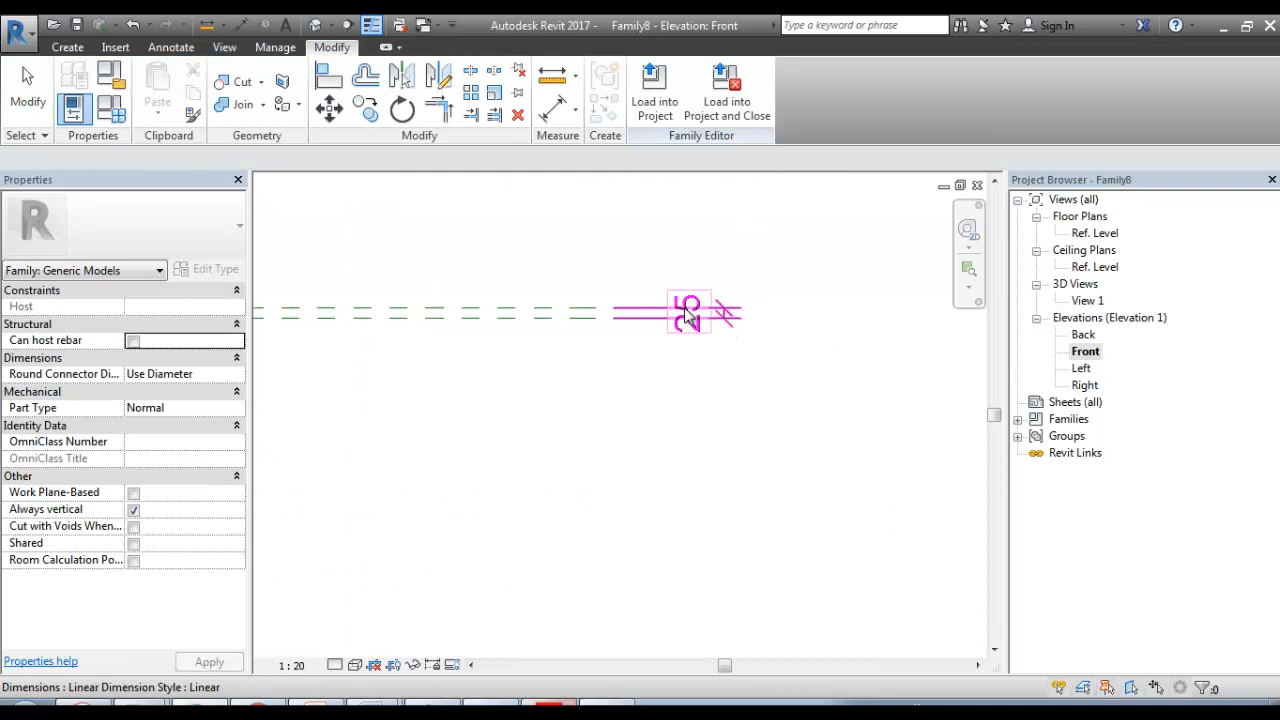 Autodesk Revit 2017 - Family8 - Elevation: Front
Type a keyword or phrase
Sign In
Create Insert Annotate View Manage Modify
Modify
Paste
Cut
Join
Load into Project
Load into Project and Close
Select Properties Clipboard Geometry Modify Measure Create Family Editor
Properties
R
Family: Generic Models
Edit Type
Constraints
Host
Structural
Can host rebar
Dimensions
Round Connector Di... Use Diameter
Mechanical
Part Type Normal
Identity Data
OmniClass Number
OmniClass Title
Other
Work Plane-Based
Always vertical
Cut with Voids When...
Shared
Room Calculation Po...
Properties help
Apply
25
2D
1 : 20
Project Browser - Family8
Views (all)
Floor Plans
Ref. Level
Ceiling Plans
Ref. Level
3D Views
View 1
Elevations (Elevation 1)
Back
Front
Left
Right
Sheets (all)
Families
Groups
Revit Links
Dimensions : Linear Dimension Style : Linear
:0